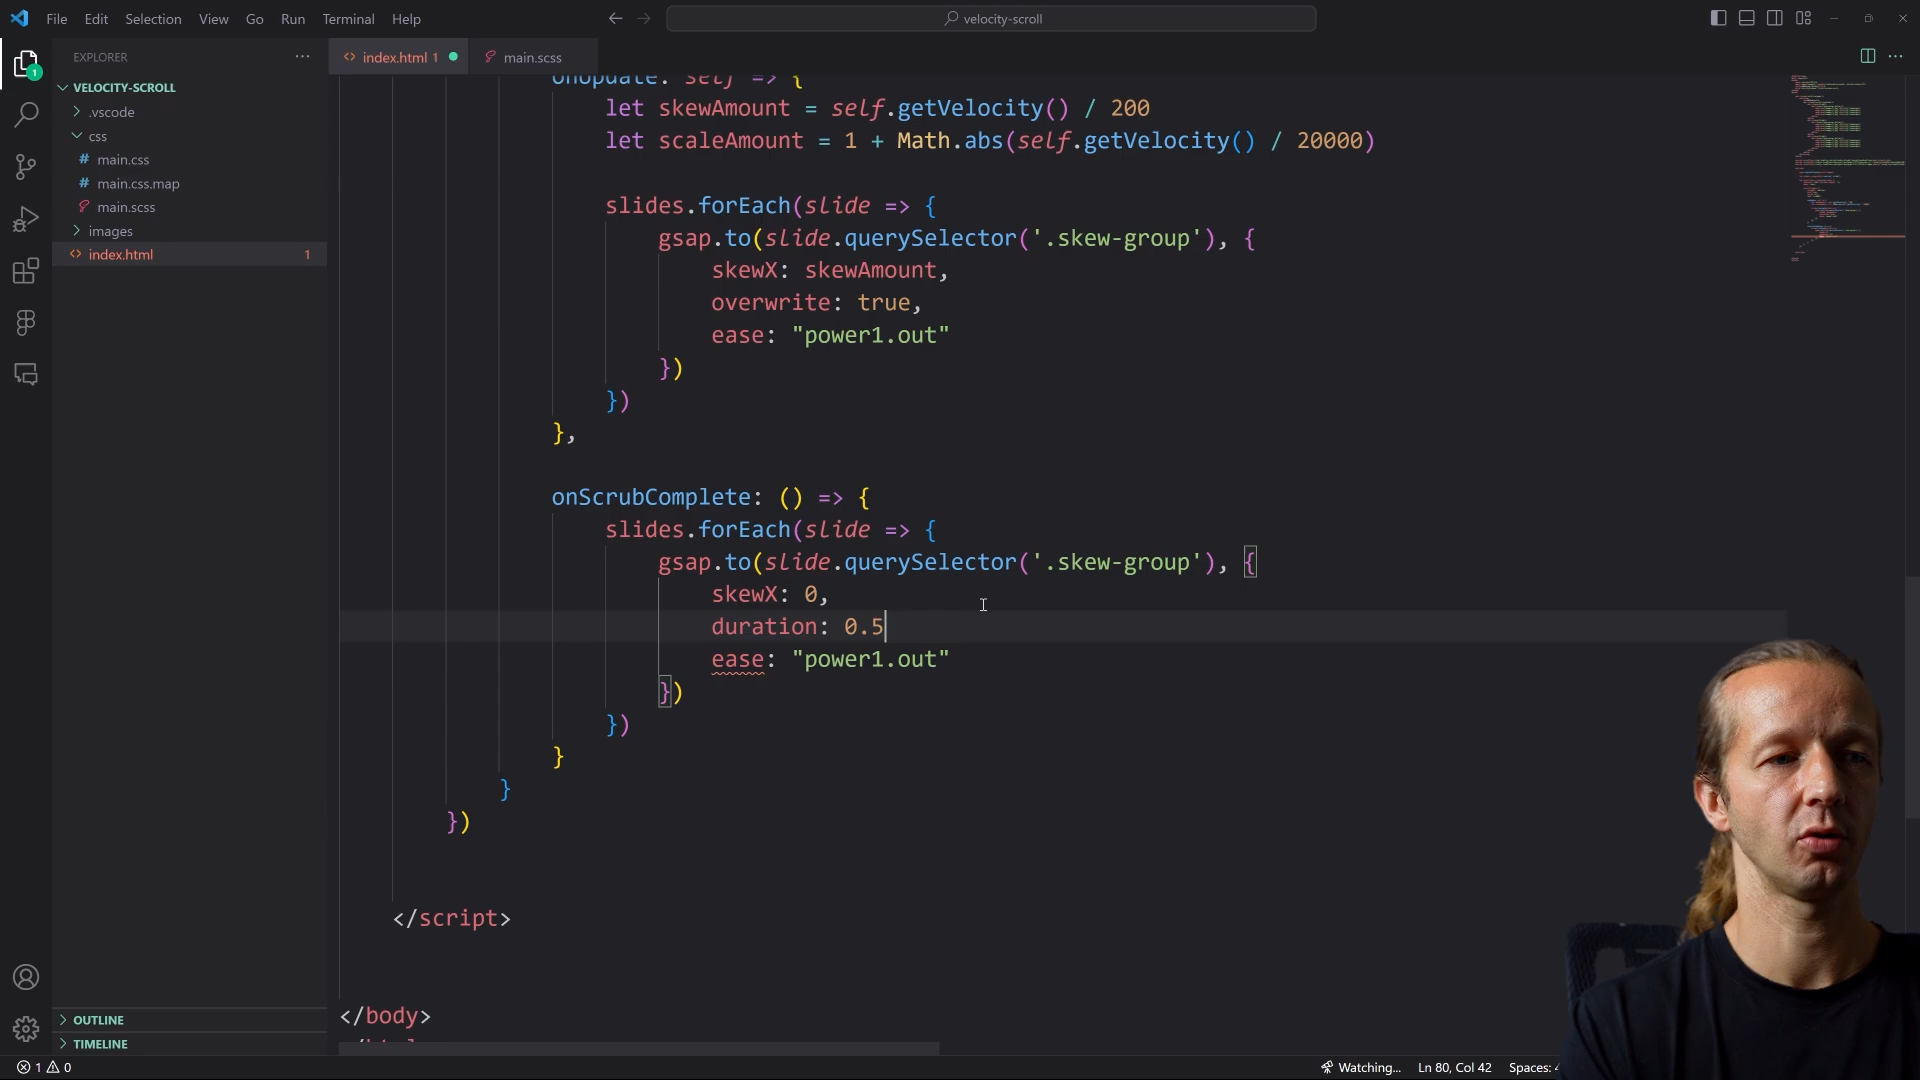 File Edit Selection View Go Run Terminal Help
velocity-scroll
EXPLORER
index.html 1
main.scss
VELOCITY-SCROLL
.vscode
css
# main.css
# main.css.map
main.scss
images
<> index.html 1
1
onUpdate: self => {
let skewAmount = self.getVelocity() / 200
let scaleAmount = 1 + Math.abs(self.getVelocity() / 20000)
slides.forEach(slide => {
gsap.to(slide.querySelector('.skew-group'), {
skewX: skewAmount,
overwrite: true,
ease: "power1.out"
})
})
},
onScrubComplete: () => {
slides.forEach(slide => {
gsap.to(slide.querySelector('.skew-group'), {
skewX: 0,
duration: 0.5
ease: "power1.out"
})
})
}
}
})
</script>
</body>
OUTLINE
TIMELINE
1 0
Watching...
Ln 80, Col 42
Spaces: